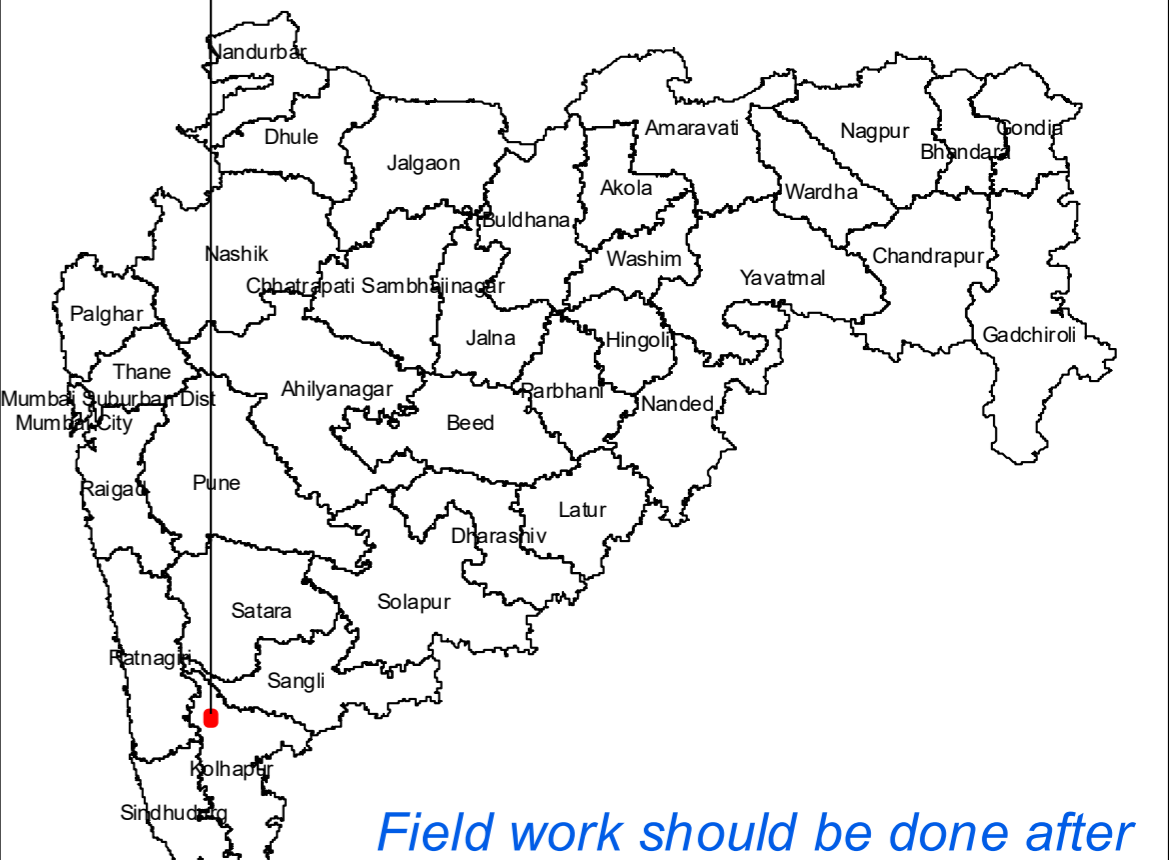 Nandurbar
Dhule
Jalgaon
Amaravati
Nagpur
Gondia
Bhandara
Akola
Wardha
Buldhana
Nashik
Washim
Chandrapur
Chhatrapati Sambhajinagar
Yavatmal
Palghar
Jalna
Hingoli
Gadchiroli
Thane
Ahilyanagar
Parbhani
Mumbai Suburban Dist
Nanded
Mumbai City
Beed
Raigad
Pune
Latur
Dharashiv
Satara
Solapur
Ratnagiri
Sangli
Kolhapur
Sindhudurg
Field work should be done after